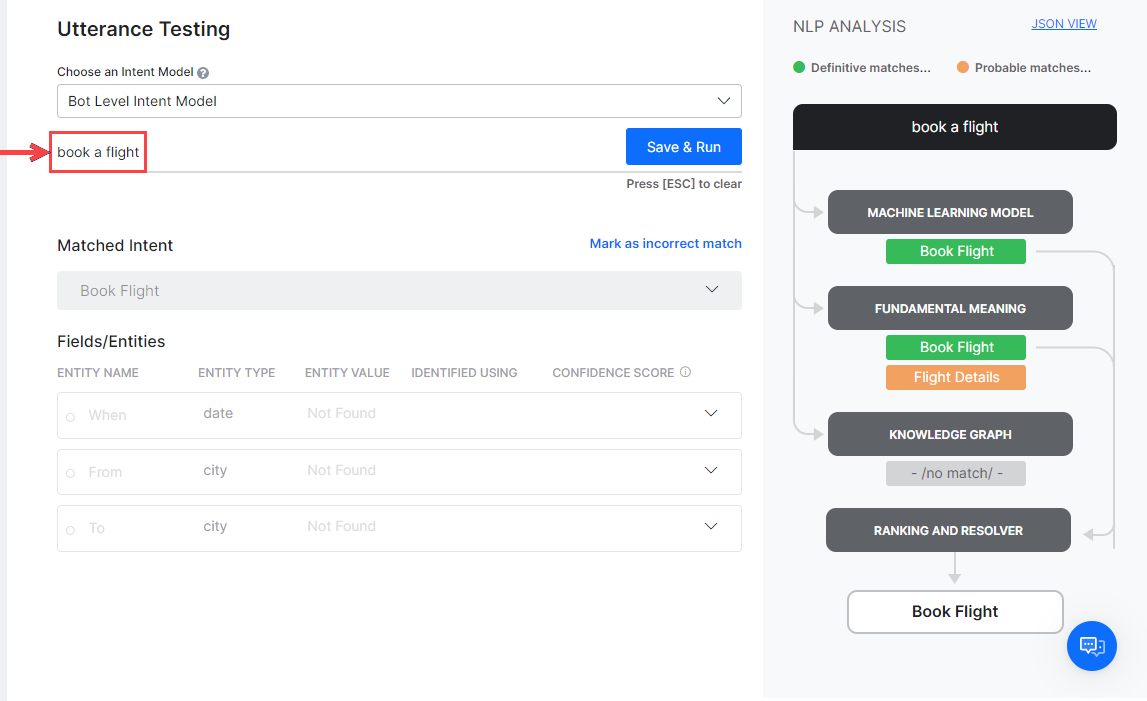 Utterance Testing
Choose an Intent Model ?
Bot Level Intent Model
book a flight
Save & Run
Press [ESC] to clear
Matched Intent
Mark as incorrect match
Book Flight
Fields/Entities
ENTITY NAME ENTITY TYPE ENTITY VALUE IDENTIFIED USING CONFIDENCE SCORE
When date Not Found
From city Not Found
To city Not Found
NLP ANALYSIS
JSON VIEW
Definitive matches... Probable matches...
book a flight
MACHINE LEARNING MODEL
Book Flight
FUNDAMENTAL MEANING
Book Flight
Flight Details
KNOWLEDGE GRAPH
- /no match/ -
RANKING AND RESOLVER
Book Flight